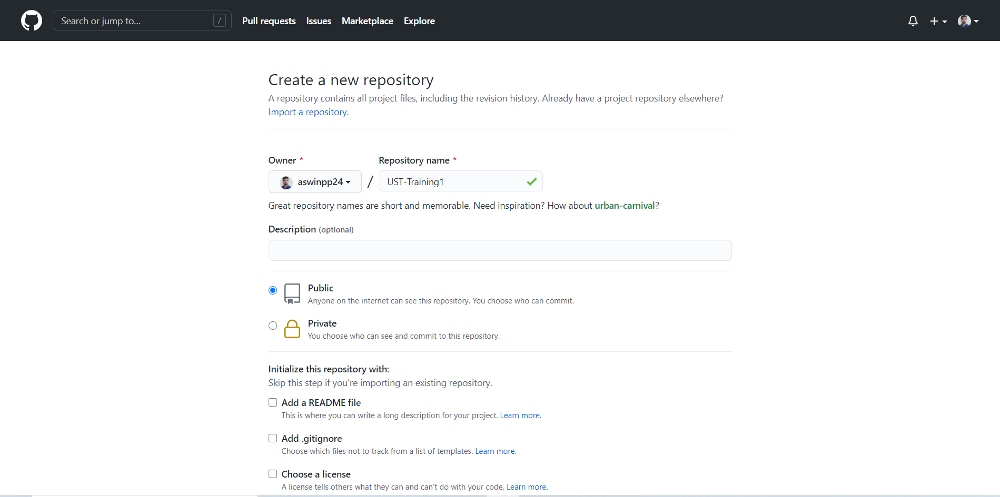 Search or jump to... /
Pull requests Issues Marketplace Explore
Create a new repository
A repository contains all project files, including the revision history. Already have a project repository elsewhere?
Import a repository.
Owner * Repository name *
aswinpp24 / UST-Training1
Great repository names are short and memorable. Need inspiration? How about urban-carnival?
Description (optional)
Public
Anyone on the internet can see this repository. You choose who can commit.
Private
You choose who can see and commit to this repository.
Initialize this repository with:
Skip this step if you’re importing an existing repository.
Add a README file
This is where you can write a long description for your project. Learn more.
Add .gitignore
Choose which files not to track from a list of templates. Learn more.
Choose a license
A license tells others what they can and can't do with your code. Learn more.